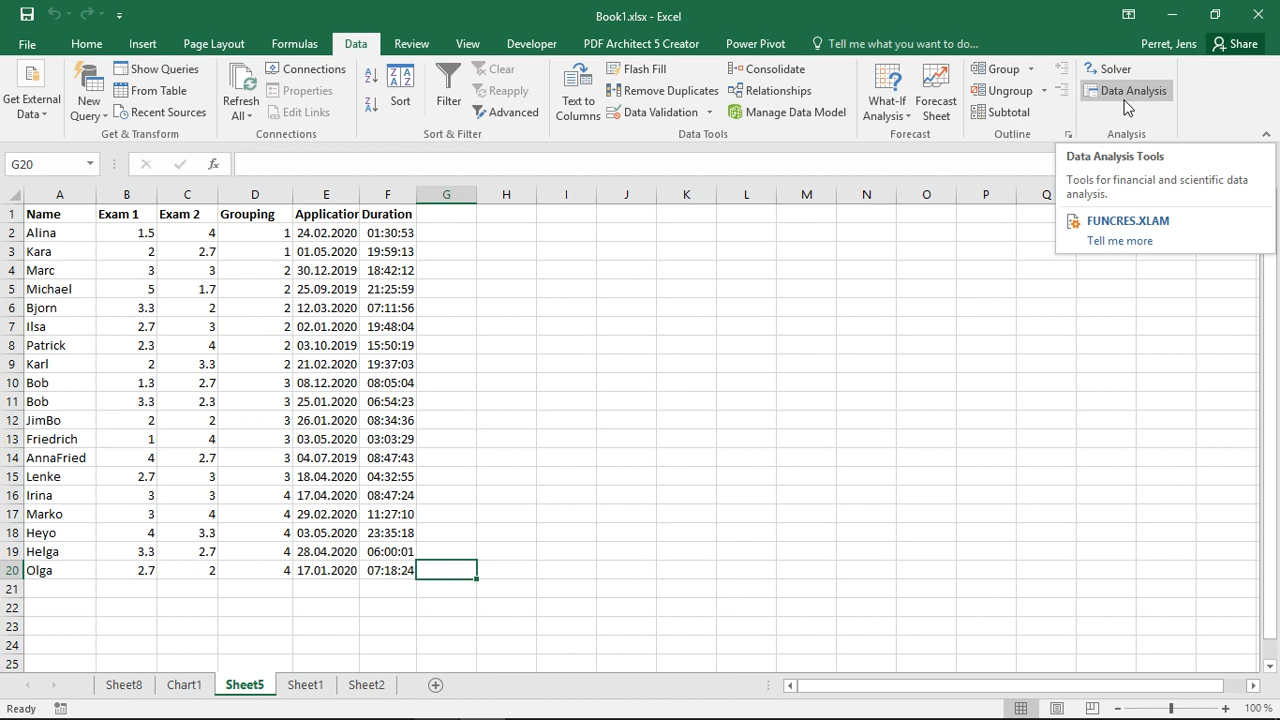 Book1.xlsx - Excel
File Home Insert Page Layout Formulas Data Review View Developer PDF Architect 5 Creator Power Pivot Tell me what you want to do... Perret, Jens Share
Get External Data
New Query
Show Queries
From Table
Recent Sources
Get & Transform
Refresh All
Connections
Properties
Edit Links
Connections
Sort
Filter
Clear
Reapply
Advanced
Sort & Filter
Text to Columns
Flash Fill
Remove Duplicates
Data Validation
Consolidate
Relationships
Manage Data Model
Data Tools
What-If Analysis
Forecast Sheet
Forecast
Group
Ungroup
Subtotal
Outline
Solver
Data Analysis
Analysis
G20 fx
Data Analysis Tools
Tools for financial and scientific data
analysis.
FUNCRES.XLAM
Tell me more
A B C D E F G H I J K L M N O P Q
1 Name Exam 1 Exam 2 Grouping Application Duration
2 Alina 1.5 4 1 24.02.2020 01:30:53
3 Kara 2 2.7 1 01.05.2020 19:59:13
4 Marc 3 3 2 30.12.2019 18:42:12
5 Michael 5 1.7 2 25.09.2019 21:25:59
6 Bjorn 3.3 2 2 12.03.2020 07:11:56
7 Ilsa 2.7 3 2 02.01.2020 19:48:04
8 Patrick 2.3 4 2 03.10.2019 15:50:19
9 Karl 2 3.3 2 21.02.2020 19:37:03
10 Bob 1.3 2.7 3 08.12.2020 08:05:04
11 Bob 3.3 2.3 3 25.01.2020 06:54:23
12 JimBo 2 2 3 26.01.2020 08:34:36
13 Friedrich 1 4 3 03.05.2020 03:03:29
14 AnnaFried 4 2.7 3 04.07.2019 08:47:43
15 Lenke 2.7 3 3 18.04.2020 04:32:55
16 Irina 3 3 4 17.04.2020 08:47:24
17 Marko 3 4 4 29.02.2020 11:27:10
18 Heyo 4 3.3 4 03.05.2020 23:35:18
19 Helga 3.3 2.7 4 28.04.2020 06:00:01
20 Olga 2.7 2 4 17.01.2020 07:18:24
21
22
23
24
25
Sheet8 Chart1 Sheet5 Sheet1 Sheet2
Ready 100 %